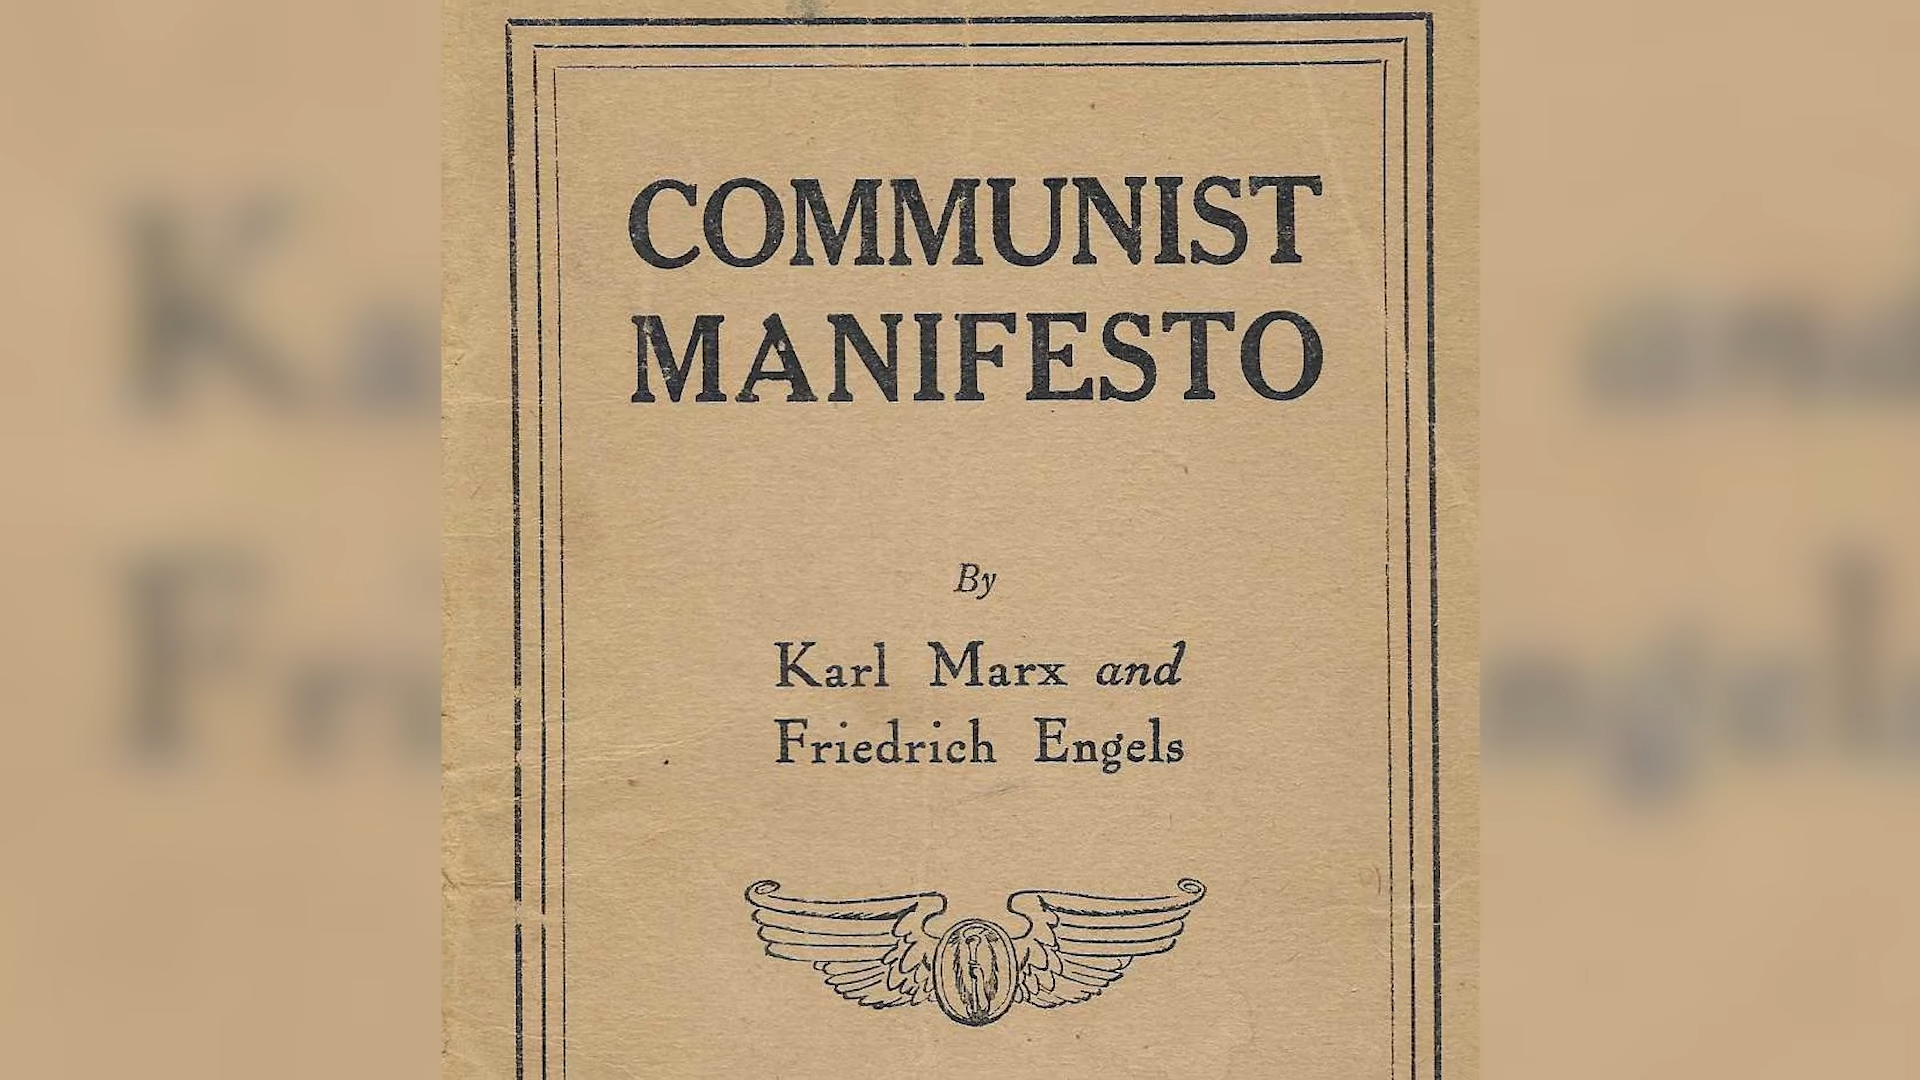 COMMUNIST
MANIFESTO
By
Karl Marx and
Friedrich Engels